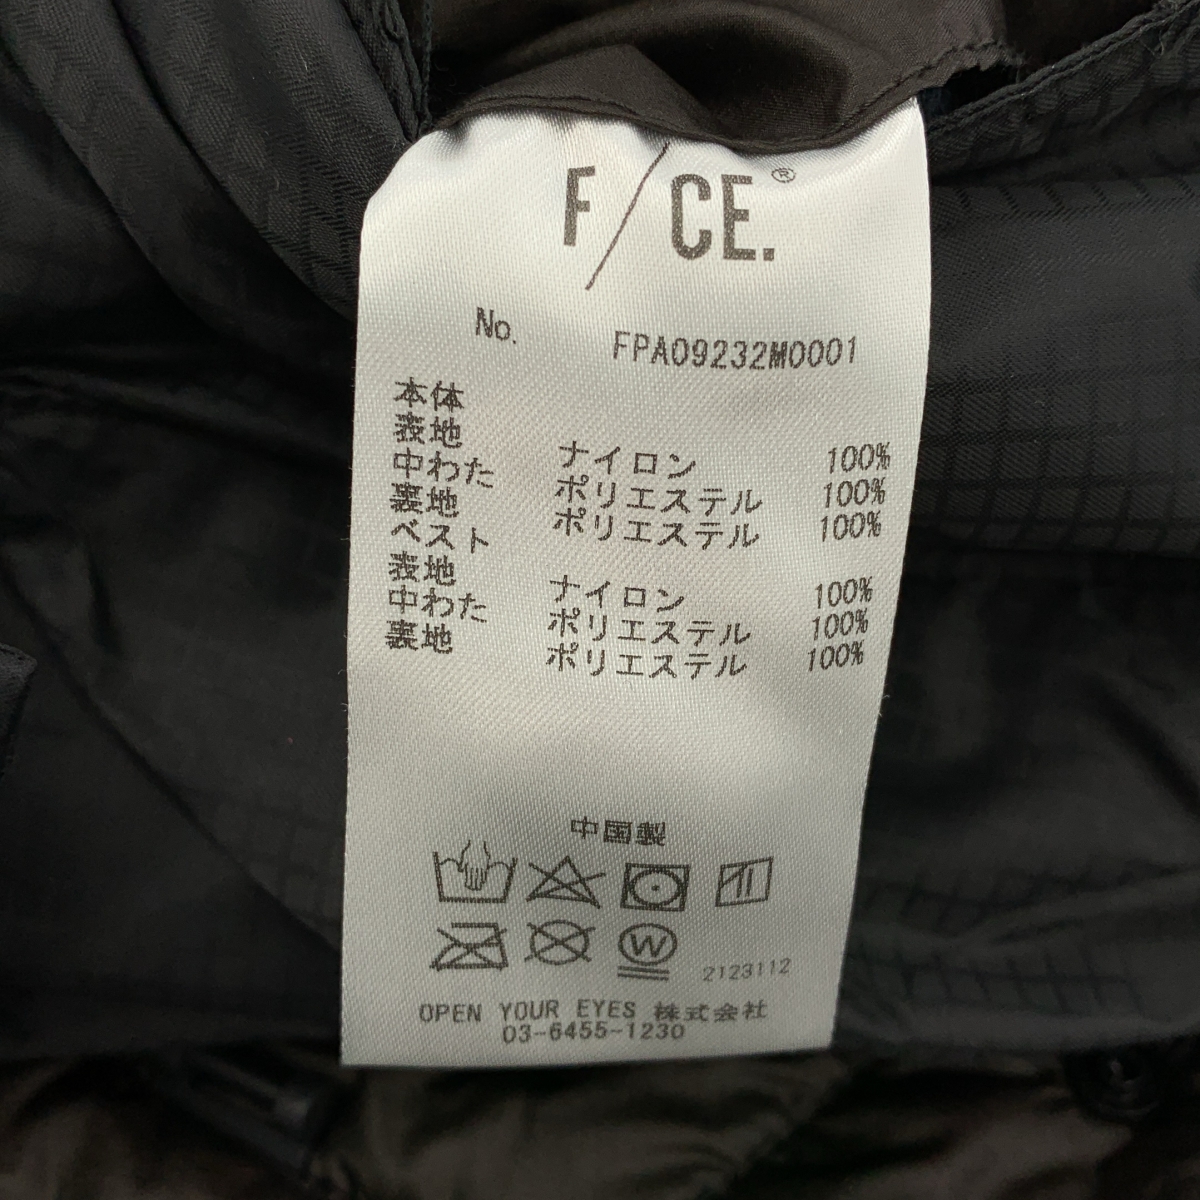 F/CE.®
No. FPA09232M0001
本体
表地 ナイロン 100%
中わた ポリエステル 100%
裏地 ポリエステル 100%
ベスト
表地 ナイロン 100%
中わた ポリエステル 100%
裏地 ポリエステル 100%
中国製
W
2123112
OPEN YOUR EYES 株式会社
03-6455-1230